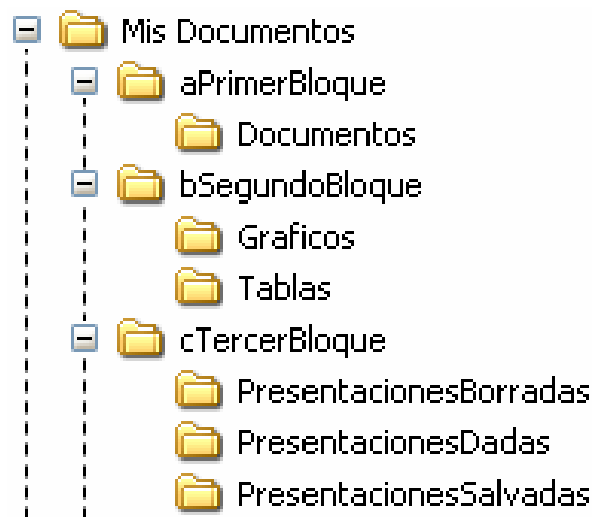 Mis Documentos
aPrimerBloque
Documentos
bSegundoBloque
Graficos
Tablas
cTercerBloque
PresentacionesBorradas
PresentacionesDadas
PresentacionesSalvadas